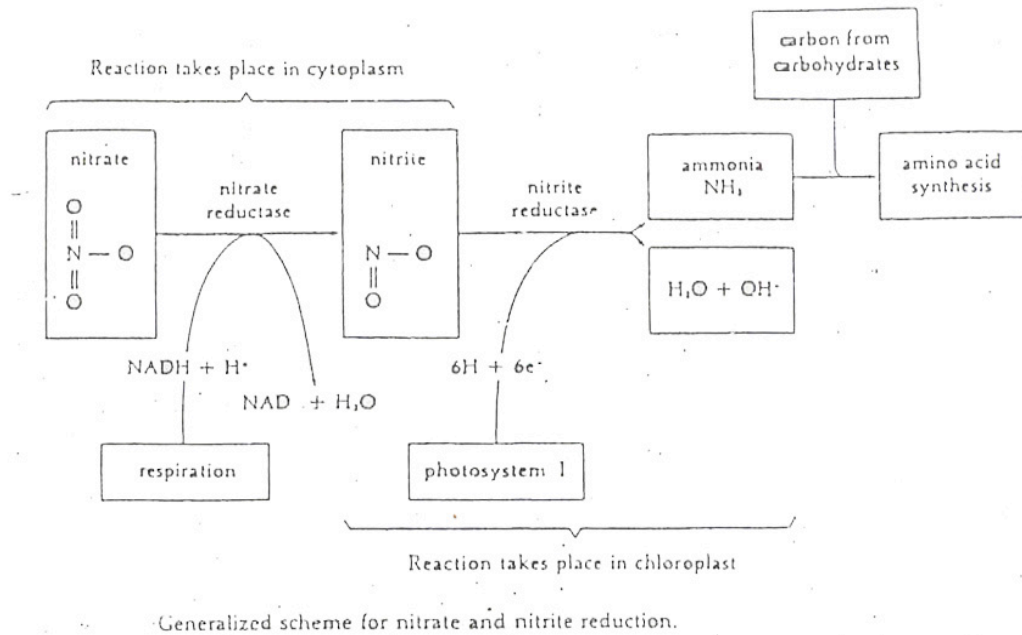 carbon from
carbohydrates
Reaction takes place in cytoplasm
nitrate
O
||
N — O
||
O
nitrate
reductase
nitrite
N — O
||
O
nitrite
reductase
ammonia
NH₃
amino acid
synthesis
H₂O + OH⁻
NADH + H⁺
NAD + H₂O
6H + 6e⁻
respiration
photosystem I
Reaction takes place in chloroplast
Generalized scheme for nitrate and nitrite reduction.